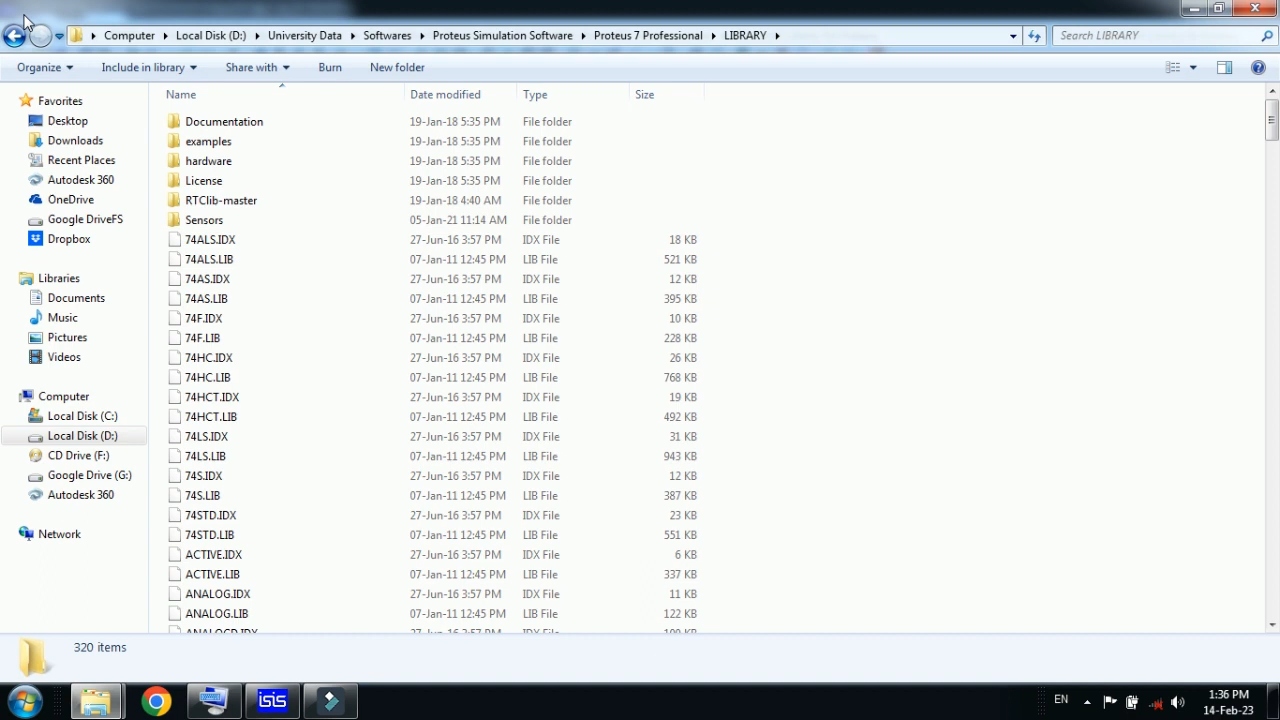 Computer Local Disk (D:) University Data Softwares Proteus Simulation Software Proteus 7 Professional LIBRARY Search LIBRARY
Organize Include in library Share with Burn New folder
Name Date modified Type Size
Favorites
Desktop
Downloads
Recent Places
Autodesk 360
OneDrive
Google DriveFS
Dropbox
Libraries
Documents
Music
Pictures
Videos
Computer
Local Disk (C:)
Local Disk (D:)
CD Drive (F:)
Google Drive (G:)
Autodesk 360
Network
Documentation 19-Jan-18 5:35 PM File folder
examples 19-Jan-18 5:35 PM File folder
hardware 19-Jan-18 5:35 PM File folder
License 19-Jan-18 5:35 PM File folder
RTClib-master 19-Jan-18 4:40 AM File folder
Sensors 05-Jan-21 11:14 AM File folder
74ALS.IDX 27-Jun-16 3:57 PM IDX File 18 KB
74ALS.LIB 07-Jan-11 12:45 PM LIB File 521 KB
74AS.IDX 27-Jun-16 3:57 PM IDX File 12 KB
74AS.LIB 07-Jan-11 12:45 PM LIB File 395 KB
74F.IDX 27-Jun-16 3:57 PM IDX File 10 KB
74F.LIB 07-Jan-11 12:45 PM LIB File 228 KB
74HC.IDX 27-Jun-16 3:57 PM IDX File 26 KB
74HC.LIB 07-Jan-11 12:45 PM LIB File 768 KB
74HCT.IDX 27-Jun-16 3:57 PM IDX File 19 KB
74HCT.LIB 07-Jan-11 12:45 PM LIB File 492 KB
74LS.IDX 27-Jun-16 3:57 PM IDX File 31 KB
74LS.LIB 07-Jan-11 12:45 PM LIB File 943 KB
74S.IDX 27-Jun-16 3:57 PM IDX File 12 KB
74S.LIB 07-Jan-11 12:45 PM LIB File 387 KB
74STD.IDX 27-Jun-16 3:57 PM IDX File 23 KB
74STD.LIB 07-Jan-11 12:45 PM LIB File 551 KB
ACTIVE.IDX 27-Jun-16 3:57 PM IDX File 6 KB
ACTIVE.LIB 07-Jan-11 12:45 PM LIB File 337 KB
ANALOG.IDX 27-Jun-16 3:57 PM IDX File 11 KB
ANALOG.LIB 07-Jan-11 12:45 PM LIB File 122 KB
27-Jun-16 3:57 PM IDX File
320 items
isis
EN
1:36 PM
14-Feb-23